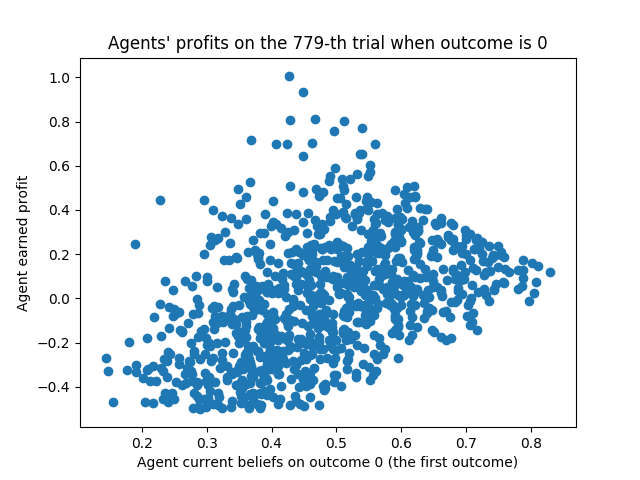 Agents' profits on the 779-th trial when outcome is 0
1.0
0.8
0.6
0.4
0.2
0.0
−0.2
−0.4
Agent earned profit
0.2 0.3 0.4 0.5 0.6 0.7 0.8
Agent current beliefs on outcome 0 (the first outcome)